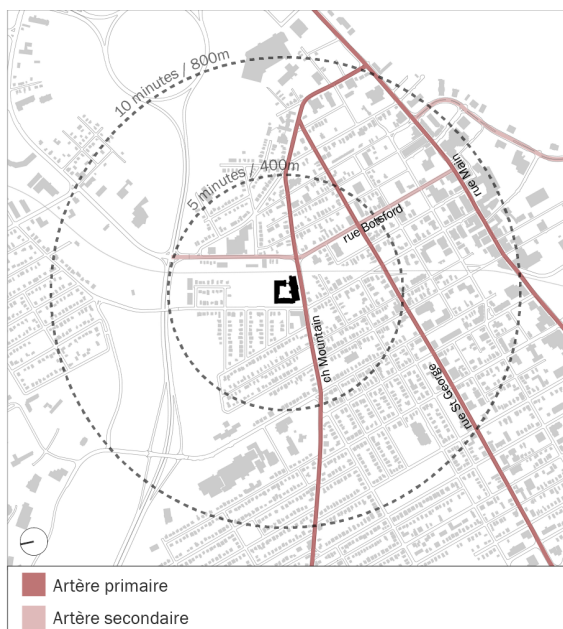 10 minutes / 800m
5 minutes / 400m
rue Main
rue Botsford
ch Mountain
rue St George
Artère primaire
Artère secondaire